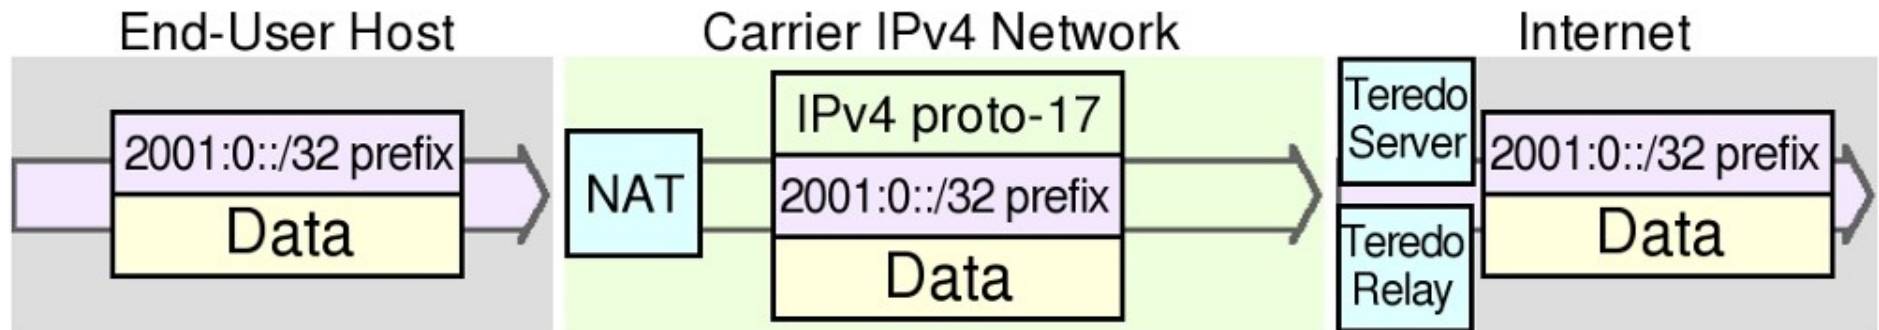 End-User Host
2001:0::/32 prefix
Data
Carrier IPv4 Network
NAT
IPv4 proto-17
2001:0::/32 prefix
Data
Internet
Teredo
Server
Teredo
Relay
2001:0::/32 prefix
Data